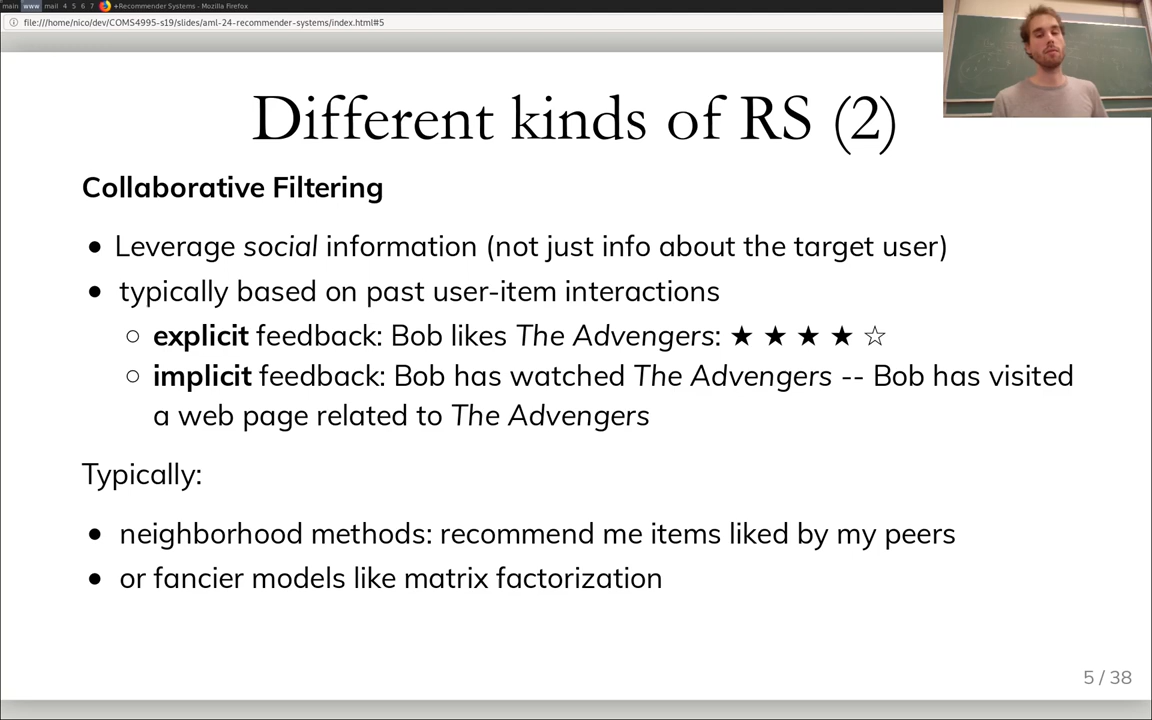 main www mail 4 5 6 7 +Recommender Systems - Mozilla Firefox
file:///home/nico/dev/COMS4995-s19/slides/aml-24-recommender-systems/index.html#5
Different kinds of RS (2)
Collaborative Filtering
● Leverage social information (not just info about the target user)
● typically based on past user-item interactions
○ explicit feedback: Bob likes The Advengers: ★ ★ ★ ★ ☆
○ implicit feedback: Bob has watched The Advengers -- Bob has visited
a web page related to The Advengers
Typically:
● neighborhood methods: recommend me items liked by my peers
● or fancier models like matrix factorization
5 / 38